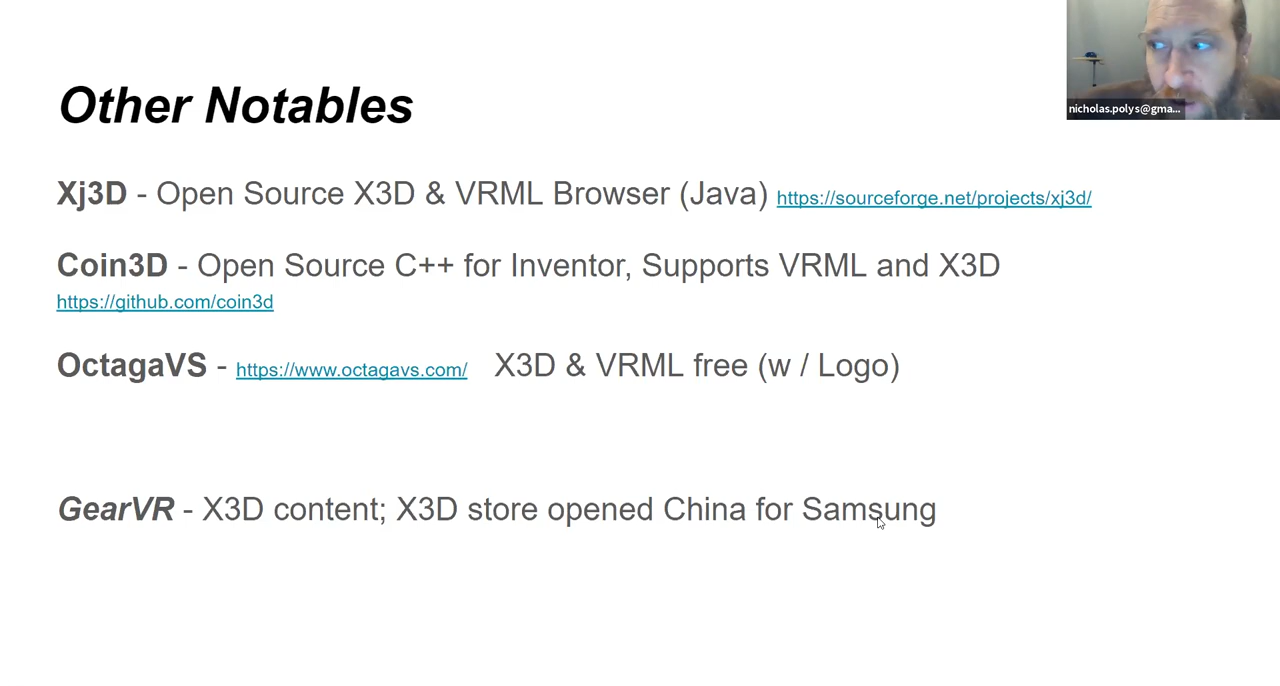 nicholas.polys@gma...
Other Notables
Xj3D - Open Source X3D & VRML Browser (Java) https://sourceforge.net/projects/xj3d/
Coin3D - Open Source C++ for Inventor, Supports VRML and X3D
https://github.com/coin3d
OctagaVS - https://www.octagavs.com/ X3D & VRML free (w / Logo)
GearVR - X3D content; X3D store opened China for Samsung